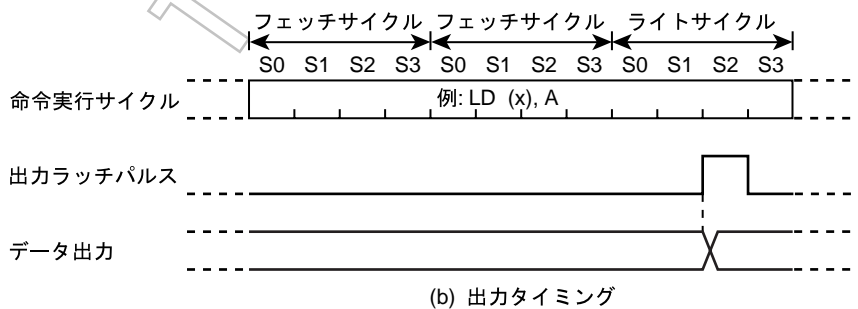 フェッチサイクル フェッチサイクル ライトサイクル
S0 S1 S2 S3 S0 S1 S2 S3 S0 S1 S2 S3
命令実行サイクル
例: LD (x), A
出力ラッチパルス
データ出力
(b) 出力タイミング